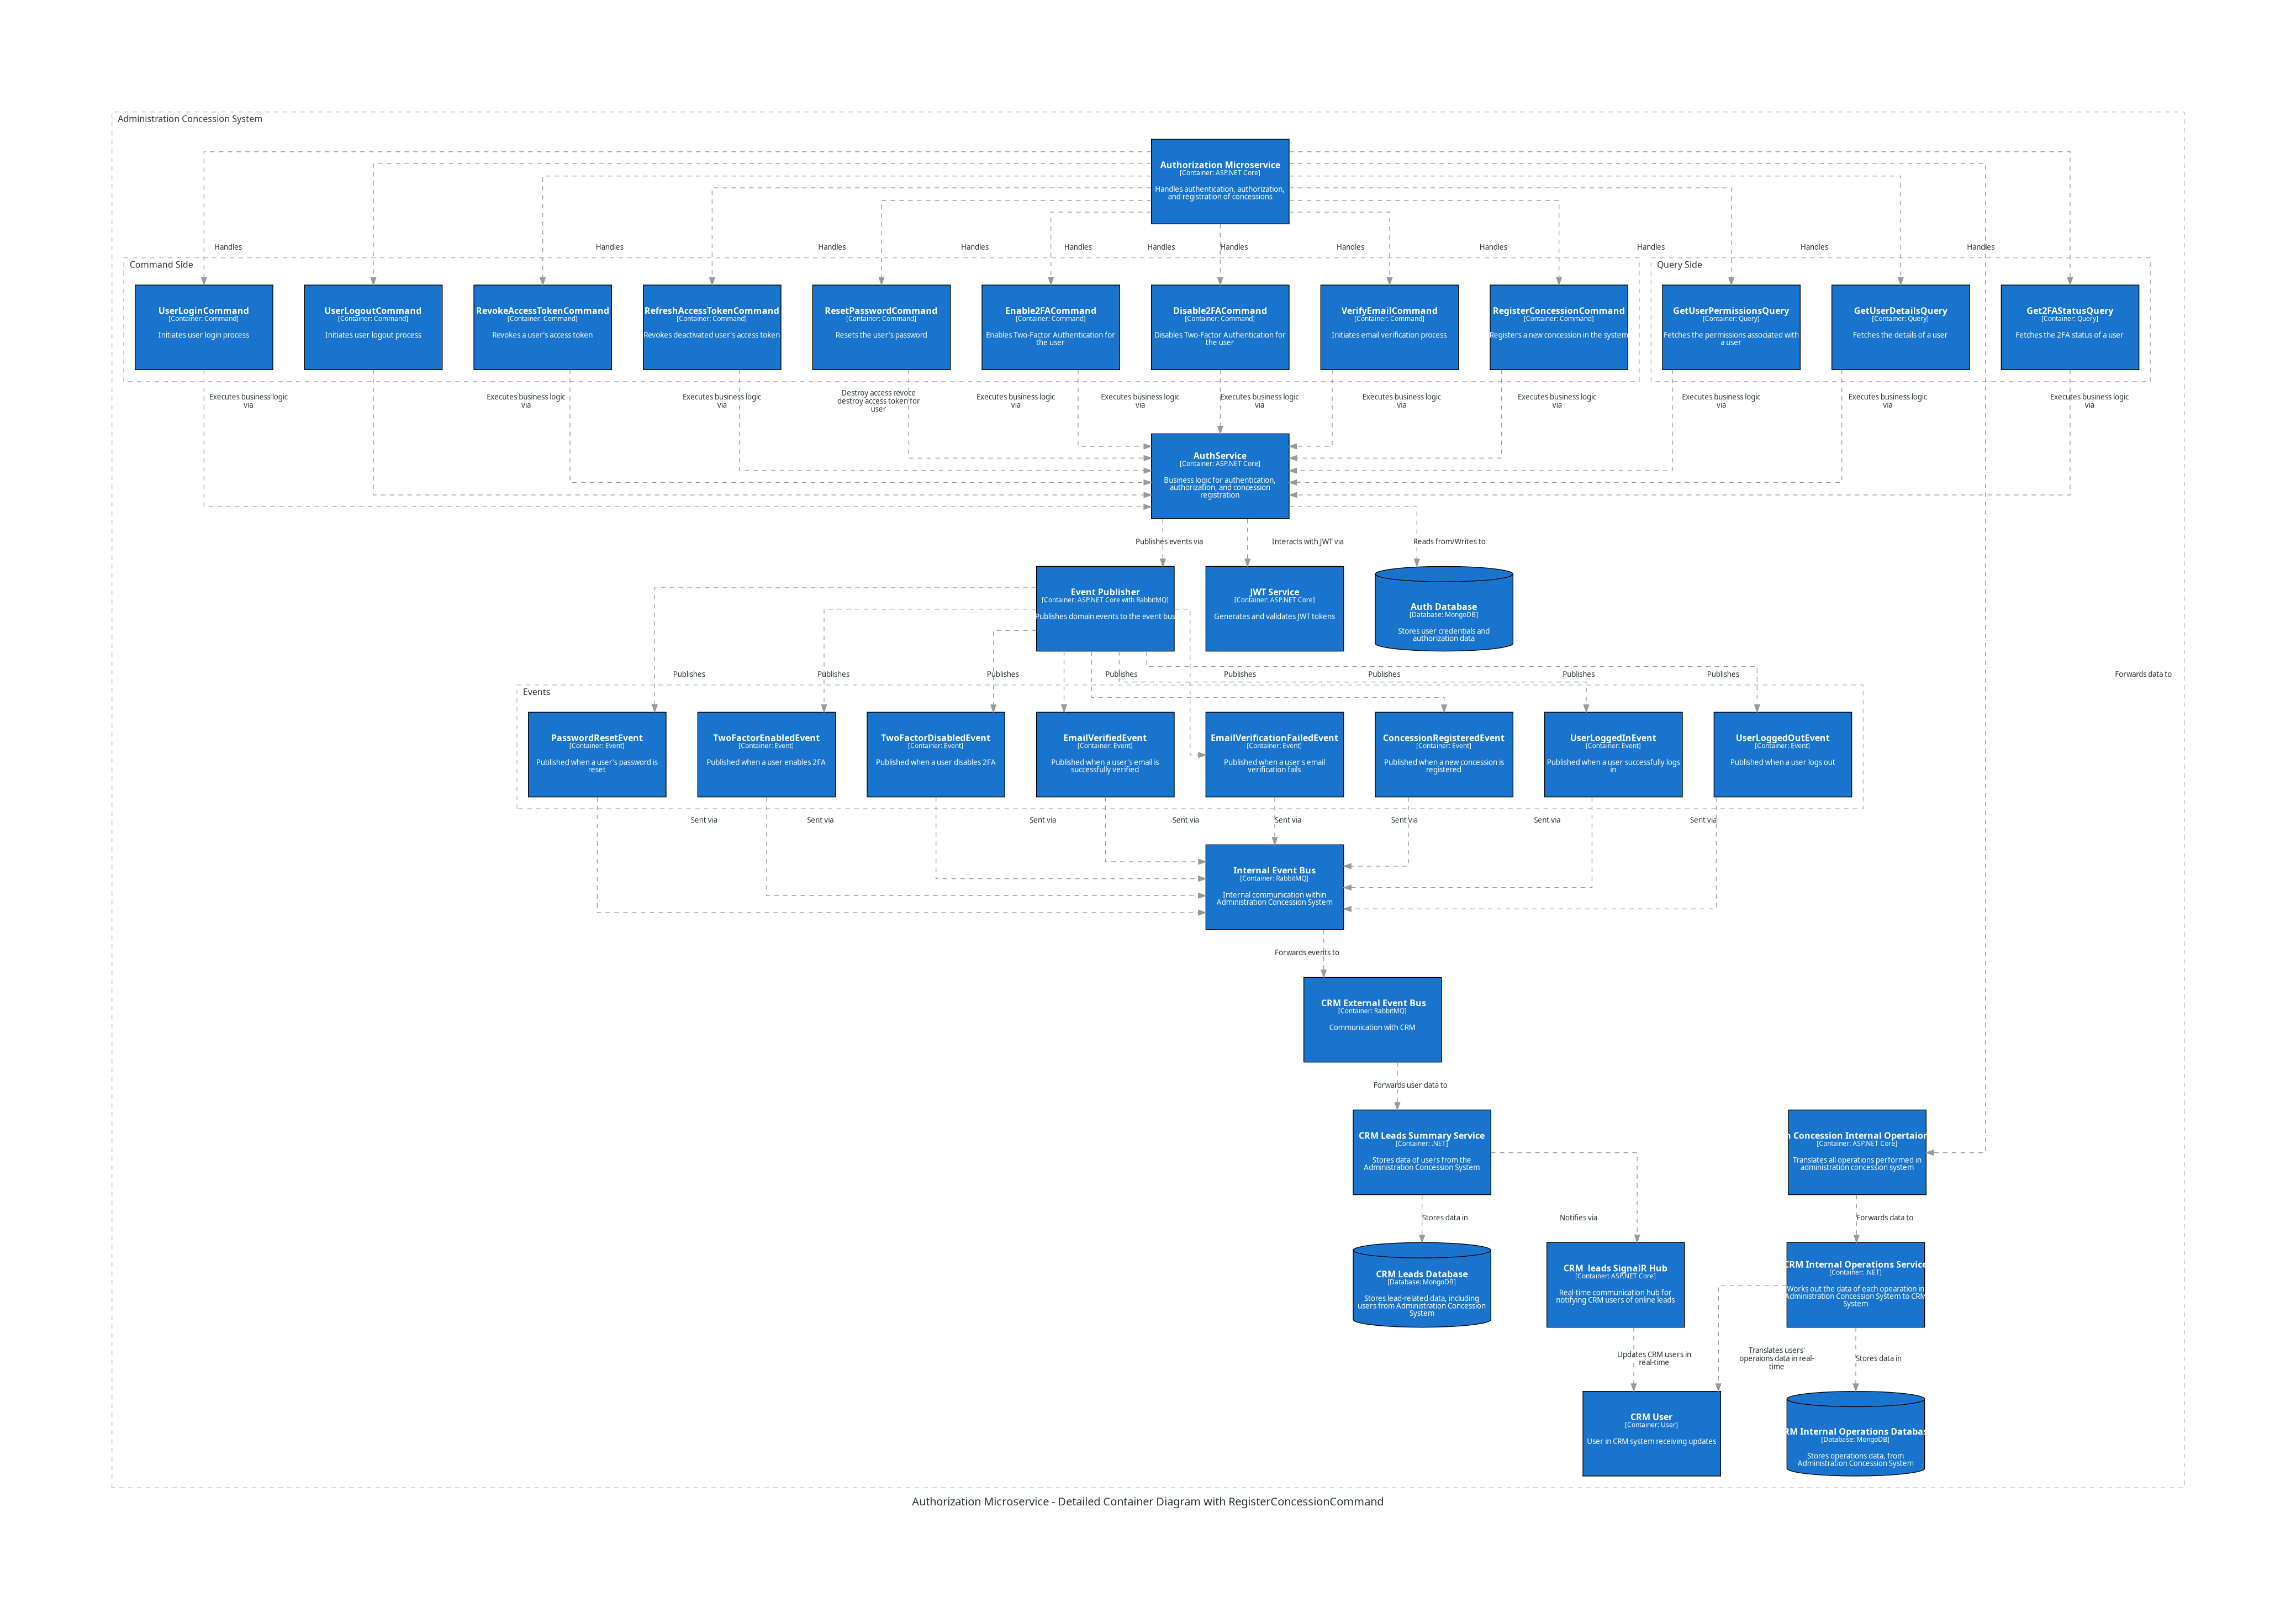 Administration Concession System
Authorization Microservice
[Container: ASP.NET Core]
Handles authentication, authorization,
and registration of concessions
Handles
Handles
Handles
Handles
Handles
Handles
Handles
Handles
Handles
Handles
Handles
Handles
Command Side
Query Side
UserLoginCommand
[Container: Command]
Initiates user login process
UserLogoutCommand
[Container: Command]
Initiates user logout process
RevokeAccessTokenCommand
[Container: Command]
Revokes a user's access token
RefreshAccessTokenCommand
[Container: Command]
Revokes deactivated user's access token
ResetPasswordCommand
[Container: Command]
Resets the user's password
Enable2FACommand
[Container: Command]
Enables Two-Factor Authentication for
the user
Disable2FACommand
[Container: Command]
Disables Two-Factor Authentication for
the user
VerifyEmailCommand
[Container: Command]
Initiates email verification process
RegisterConcessionCommand
[Container: Command]
Registers a new concession in the system
GetUserPermissionsQuery
[Container: Query]
Fetches the permissions associated with
a user
GetUserDetailsQuery
[Container: Query]
Fetches the details of a user
Get2FAStatusQuery
[Container: Query]
Fetches the 2FA status of a user
Executes business logic
via
Executes business logic
via
Executes business logic
via
Destroy access revoce
destroy access token for
user
Executes business logic
via
Executes business logic
via
Executes business logic
via
Executes business logic
via
Executes business logic
via
Executes business logic
via
Executes business logic
via
Executes business logic
via
AuthService
[Container: ASP.NET Core]
Business logic for authentication,
authorization, and concession
registration
Publishes events via
Interacts with JWT via
Reads from/Writes to
Event Publisher
[Container: ASP.NET Core with RabbitMQ]
Publishes domain events to the event bus
JWT Service
[Container: ASP.NET Core]
Generates and validates JWT tokens
Auth Database
[Database: MongoDB]
Stores user credentials and
authorization data
Publishes
Publishes
Publishes
Publishes
Publishes
Publishes
Publishes
Publishes
Forwards data to
Events
PasswordResetEvent
[Container: Event]
Published when a user's password is
reset
TwoFactorEnabledEvent
[Container: Event]
Published when a user enables 2FA
TwoFactorDisabledEvent
[Container: Event]
Published when a user disables 2FA
EmailVerifiedEvent
[Container: Event]
Published when a user's email is
successfully verified
EmailVerificationFailedEvent
[Container: Event]
Published when a user's email
verification fails
ConcessionRegisteredEvent
[Container: Event]
Published when a new concession is
registered
UserLoggedInEvent
[Container: Event]
Published when a user successfully logs
in
UserLoggedOutEvent
[Container: Event]
Published when a user logs out
Sent via
Sent via
Sent via
Sent via
Sent via
Sent via
Sent via
Sent via
Internal Event Bus
[Container: RabbitMQ]
Internal communication within
Administration Concession System
Forwards events to
CRM External Event Bus
[Container: RabbitMQ]
Communication with CRM
Forwards user data to
CRM Leads Summary Service
[Container: .NET]
Stores data of users from the
Administration Concession System
n Concession Internal Opertaion
[Container: ASP.NET Core]
Translates all operations performed in
administration concession system
Stores data in
Notifies via
Forwards data to
CRM Leads Database
[Database: MongoDB]
Stores lead-related data, including
users from Administration Concession
System
CRM  leads SignalR Hub
[Container: ASP.NET Core]
Real-time communication hub for
notifying CRM users of online leads
CRM Internal Operations Service
[Container: .NET]
Works out the data of each opearation in
Administration Concession System to CRM
System
Updates CRM users in
real-time
Translates users'
operaions data in real-
time
Stores data in
CRM User
[Container: User]
User in CRM system receiving updates
RM Internal Operations Databas
[Database: MongoDB]
Stores operations data, from
Administration Concession System
Authorization Microservice - Detailed Container Diagram with RegisterConcessionCommand